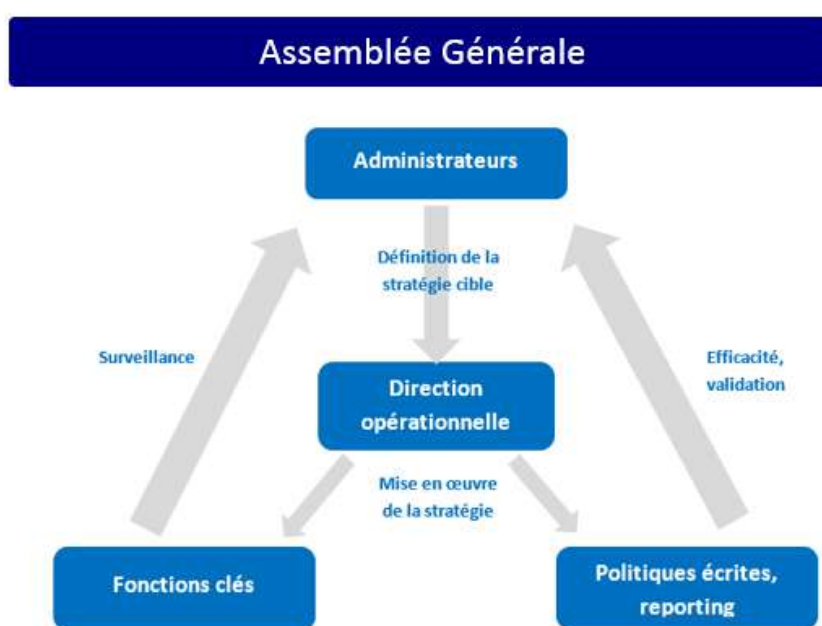 Assemblée Générale
Administrateurs
Définition de la
stratégie cible
Surveillance
Efficacité,
validation
Direction
opérationnelle
Mise en œuvre
de la stratégie
Fonctions clés
Politiques écrites,
reporting